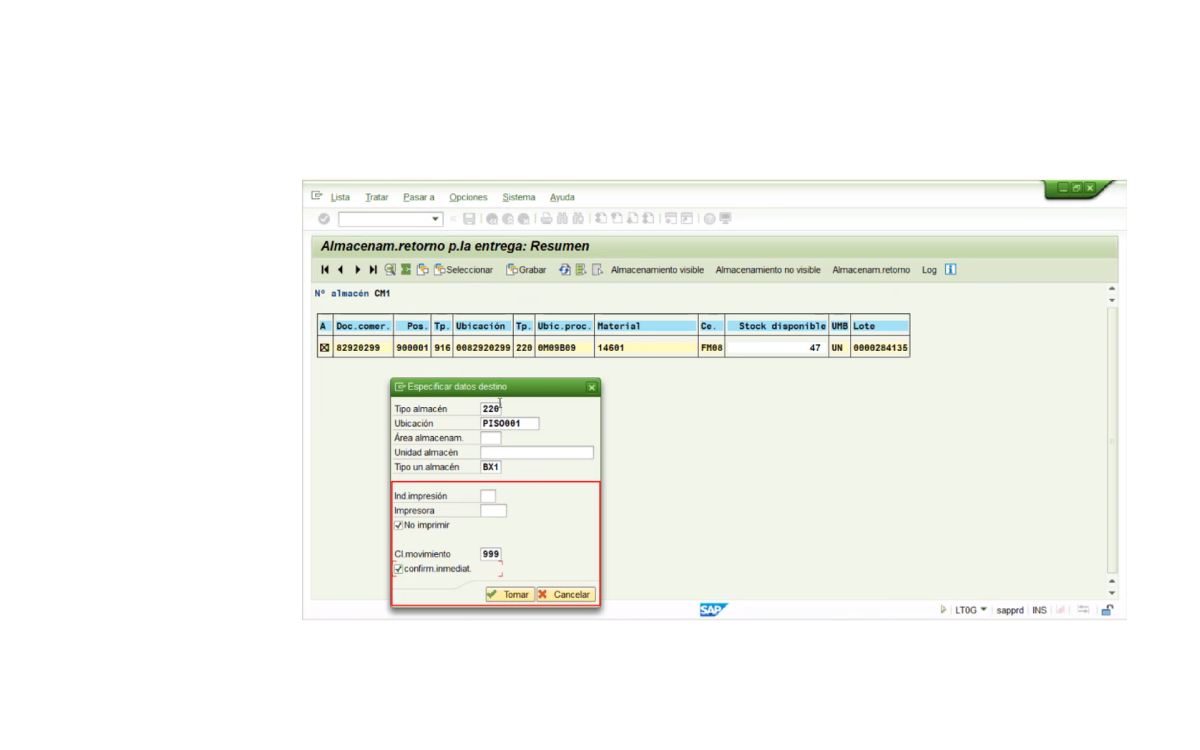 Lista Tratar Pasar a Opciones Sistema Ayuda
Almacenam.retorno p.la entrega: Resumen
Seleccionar Grabar Almacenamiento visible Almacenamiento no visible Almacenam.retorno Log
Nº almacén CM1
A Doc.comer. Pos. Tp. Ubicación Tp. Ubic.proc. Material Ce. Stock disponible UMB Lote
82920299 900001 916 0082920299 220 0M09B09 14601 FM08 47 UN 0000284135
Especificar datos destino
Tipo almacén 220
Ubicación PISO001
Área almacenam.
Unidad almacén
Tipo un.almacén BX1
Ind.impresión
Impresora
No imprimir
Cl.movimiento 999
confirm.inmediat.
Tomar Cancelar
SAP LT0G sapprd INS